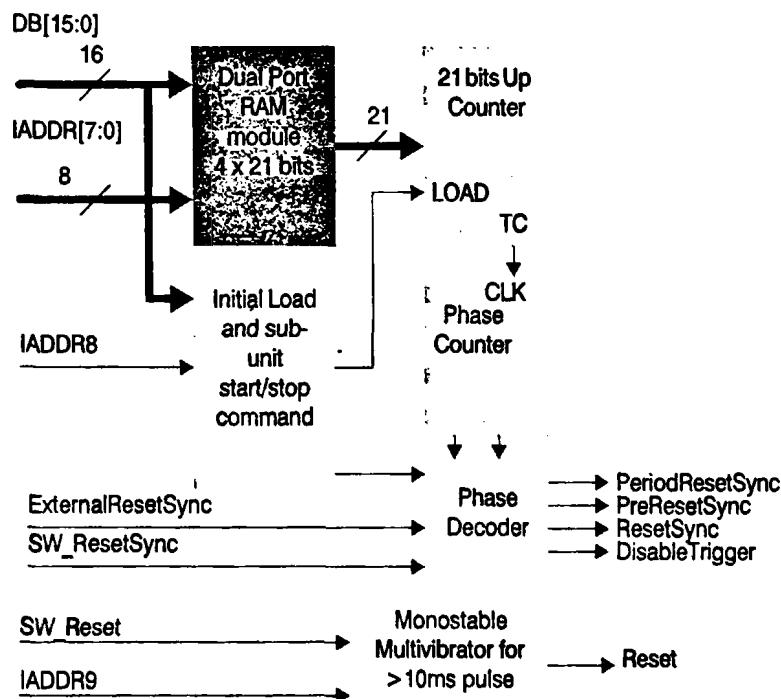 DB[15:0]
16
IADDR[7:0]
8
Dual Port
RAM
module
4 x 21 bits
21
21 bits Up
Counter
LOAD
TC
CLK
Phase
Counter
IADDR8
Initial Load
and sub-
unit
start/stop
command
ExternalResetSync
SW_ResetSync
Phase
Decoder
PeriodResetSync
PreResetSync
ResetSync
DisableTrigger
SW_Reset
IADDR9
Monostable
Multivibrator for
>10ms pulse
Reset